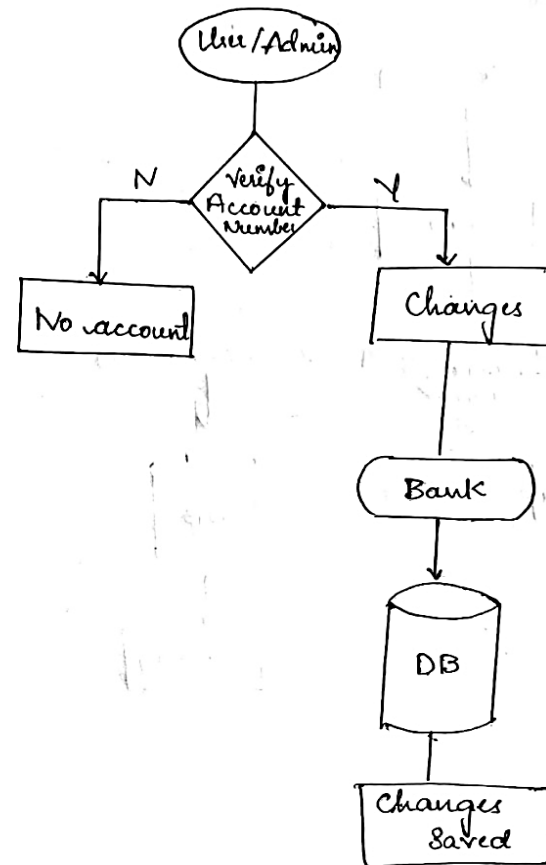 User/Admin
N
Verify
Account
Number
Y
No account
Changes
Bank
DB
Changes
Saved